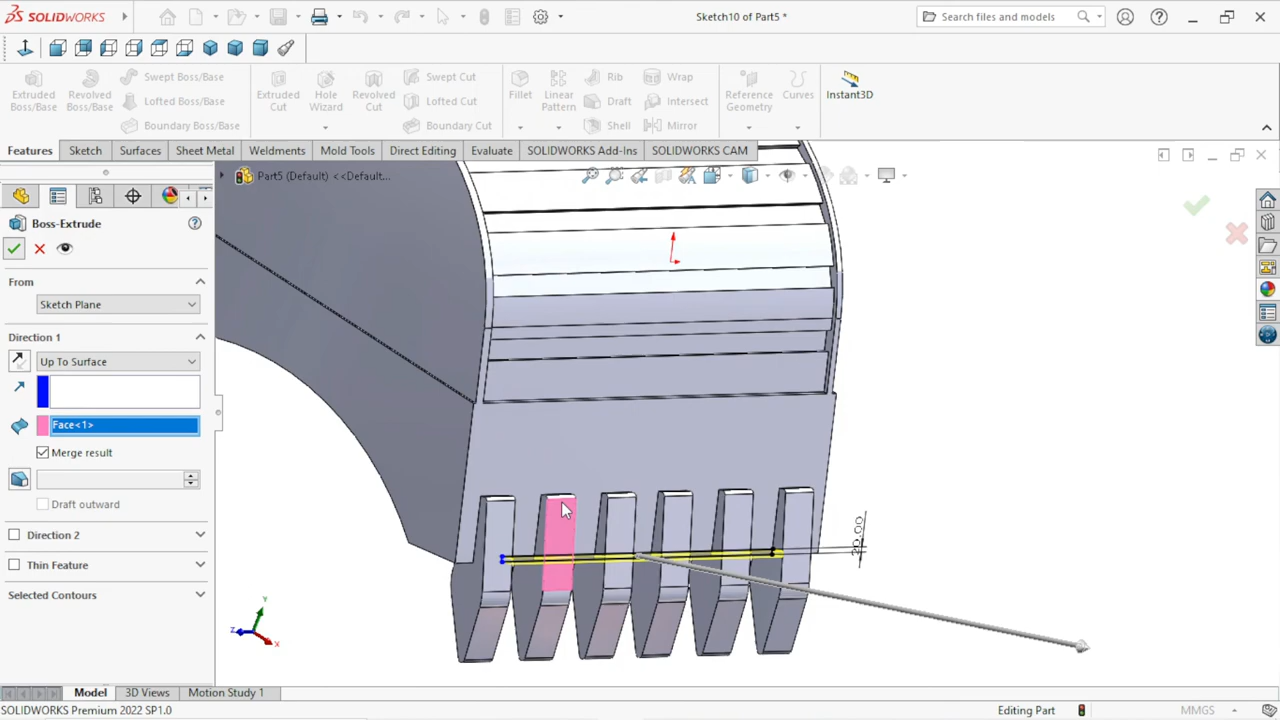 SOLIDWORKS
Sketch10 of Part5 *
Search files and models
Extruded Boss/Base
Revolved Boss/Base
Swept Boss/Base
Lofted Boss/Base
Boundary Boss/Base
Extruded Cut
Hole Wizard
Revolved Cut
Swept Cut
Lofted Cut
Boundary Cut
Fillet
Linear Pattern
Rib
Draft
Shell
Wrap
Intersect
Mirror
Reference Geometry
Curves
Instant3D
Features
Sketch
Surfaces
Sheet Metal
Weldments
Mold Tools
Direct Editing
Evaluate
SOLIDWORKS Add-Ins
SOLIDWORKS CAM
Part5 (Default) <<Default...
Boss-Extrude
From
Sketch Plane
Direction 1
Up To Surface
Face<1>
Merge result
Draft outward
Direction 2
Thin Feature
Selected Contours
20.00
Y
Z
X
Model
3D Views
Motion Study 1
SOLIDWORKS Premium 2022 SP1.0
Editing Part
MMGS